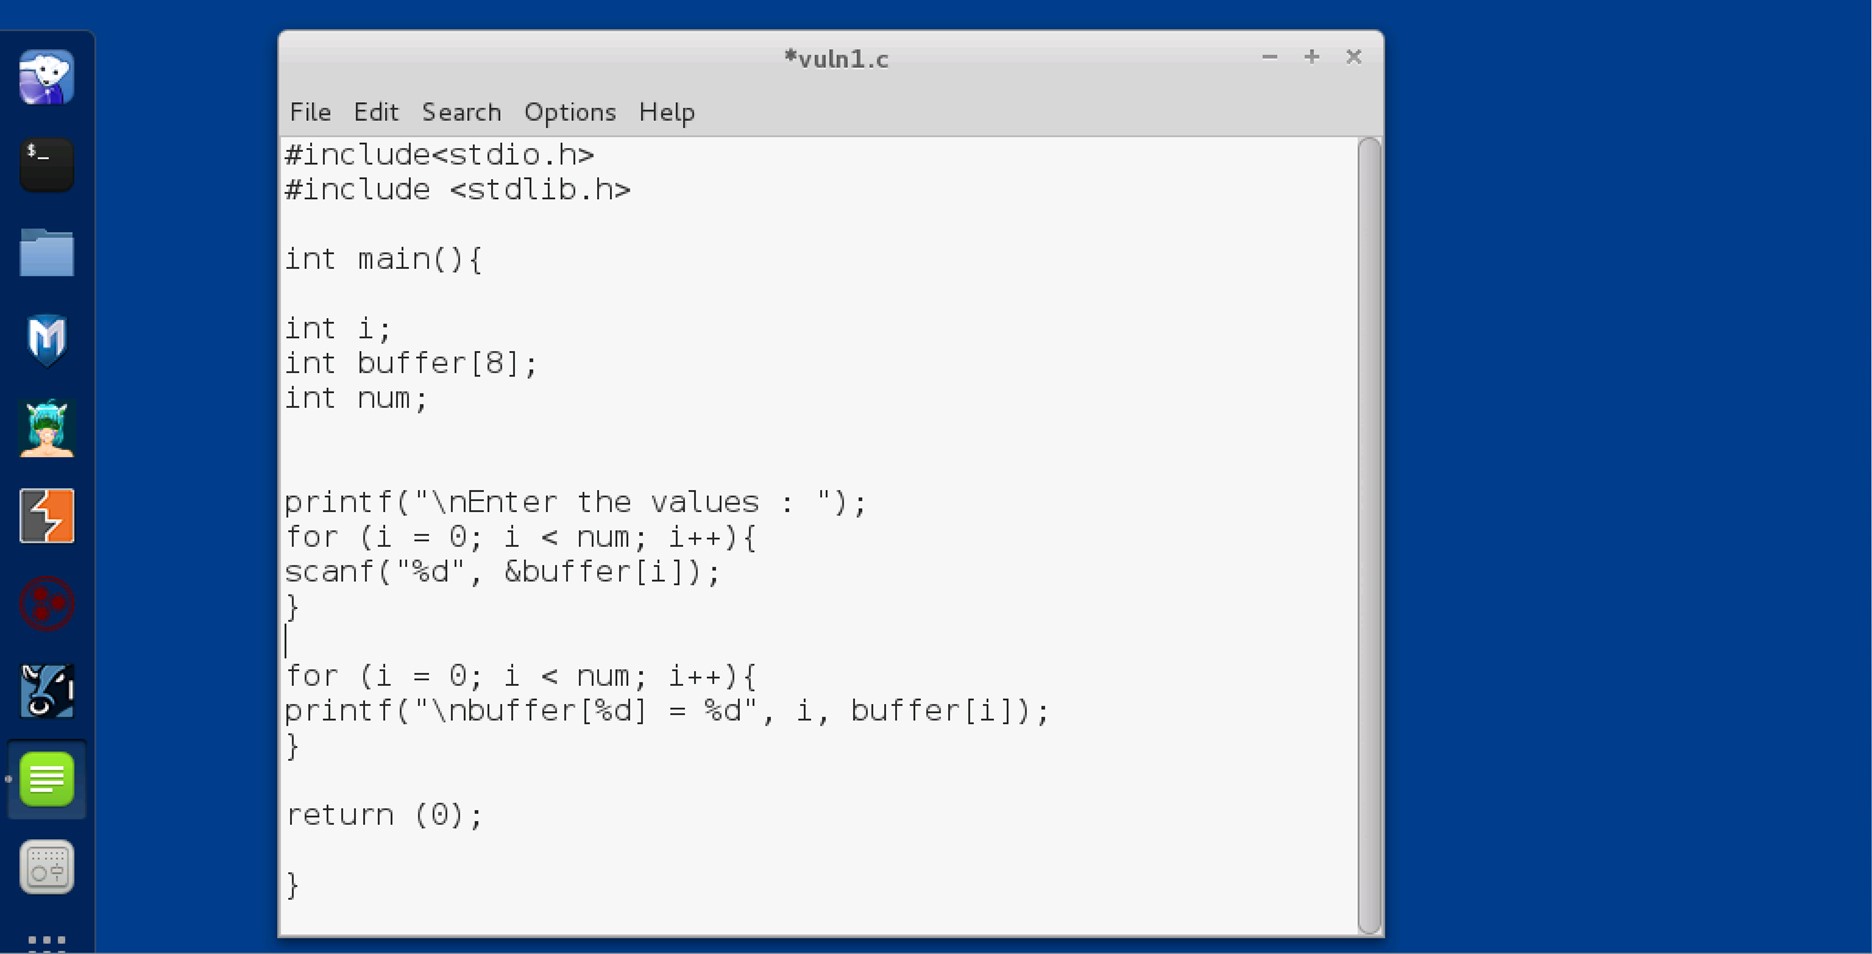 *vuln1.c
File Edit Search Options Help
#include<stdio.h>
#include <stdlib.h>
int main(){
int i;
int buffer[8];
int num;
printf("\nEnter the values : ");
for (i = 0; i < num; i++){
scanf("%d", &buffer[i]);
}
for (i = 0; i < num; i++){
printf("\nbuffer[%d] = %d", i, buffer[i]);
}
return (0);
}